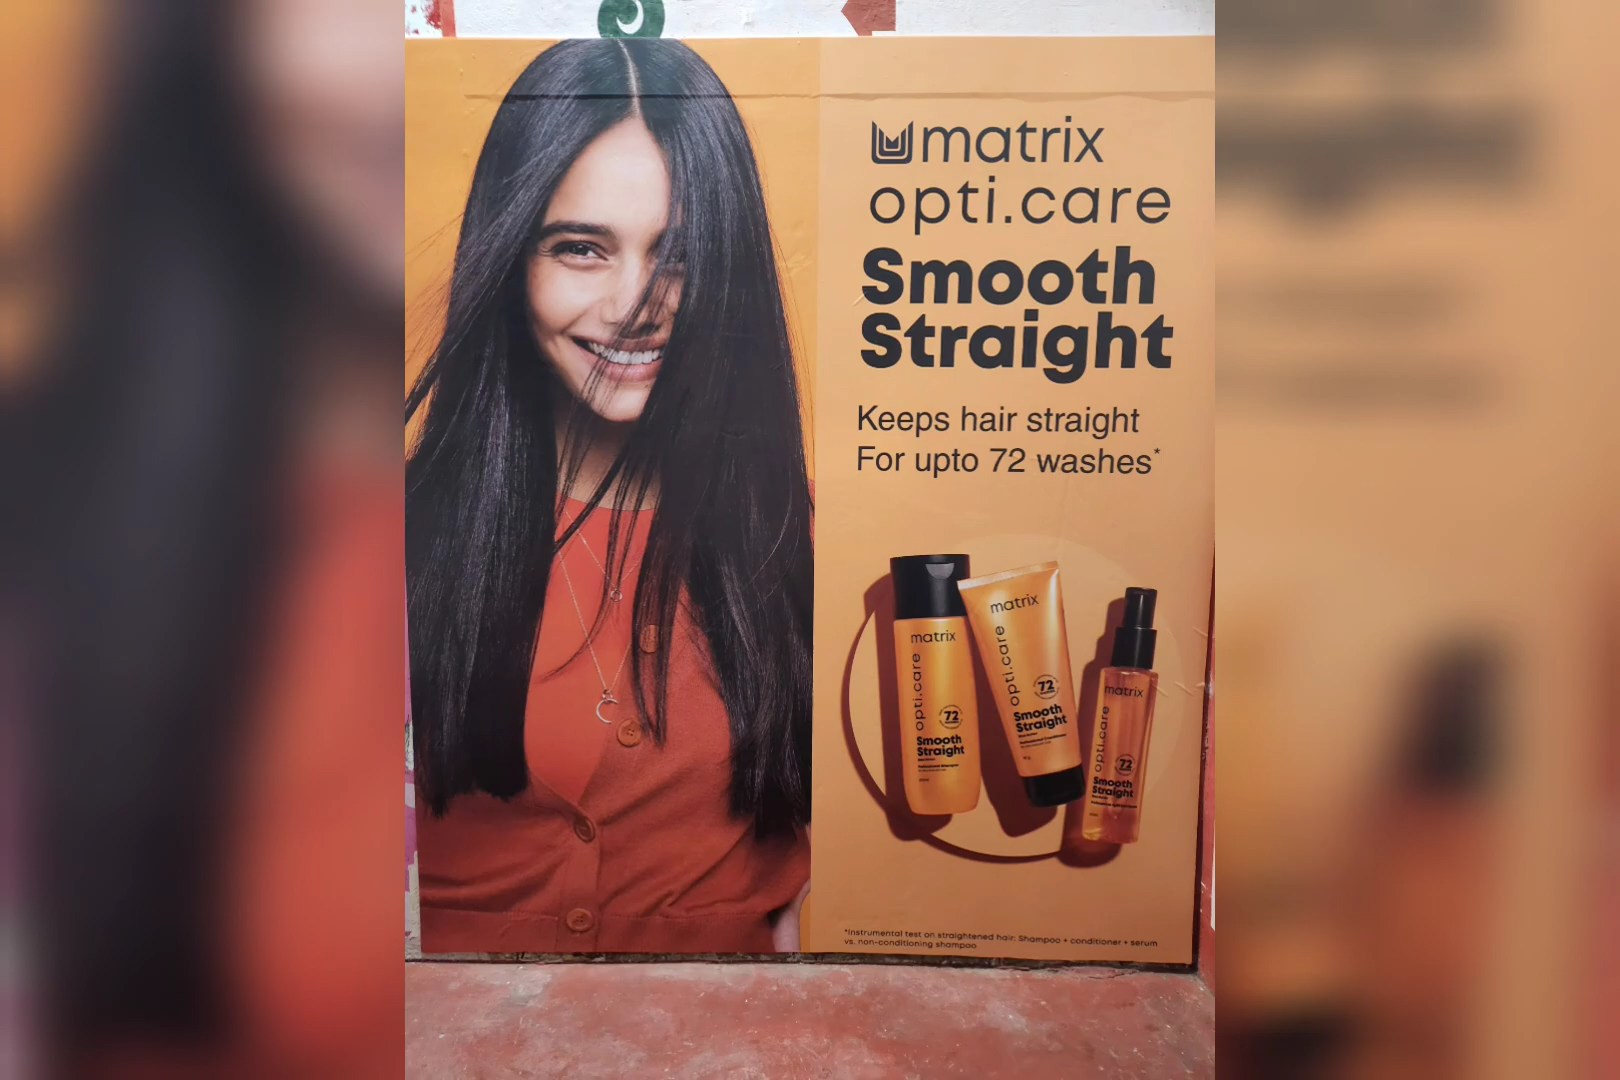 matrix
opti.care
Smooth
Straight
Keeps hair straight
For upto 72 washes*
matrix
opti.care
72
Smooth
Straight
matrix
opti.care
72
Smooth
Straight
matrix
opti.care
72
Smooth
Straight
*Instrumental test on straightened hair: Shampoo + conditioner + serum
vs. non-conditioning shampoo